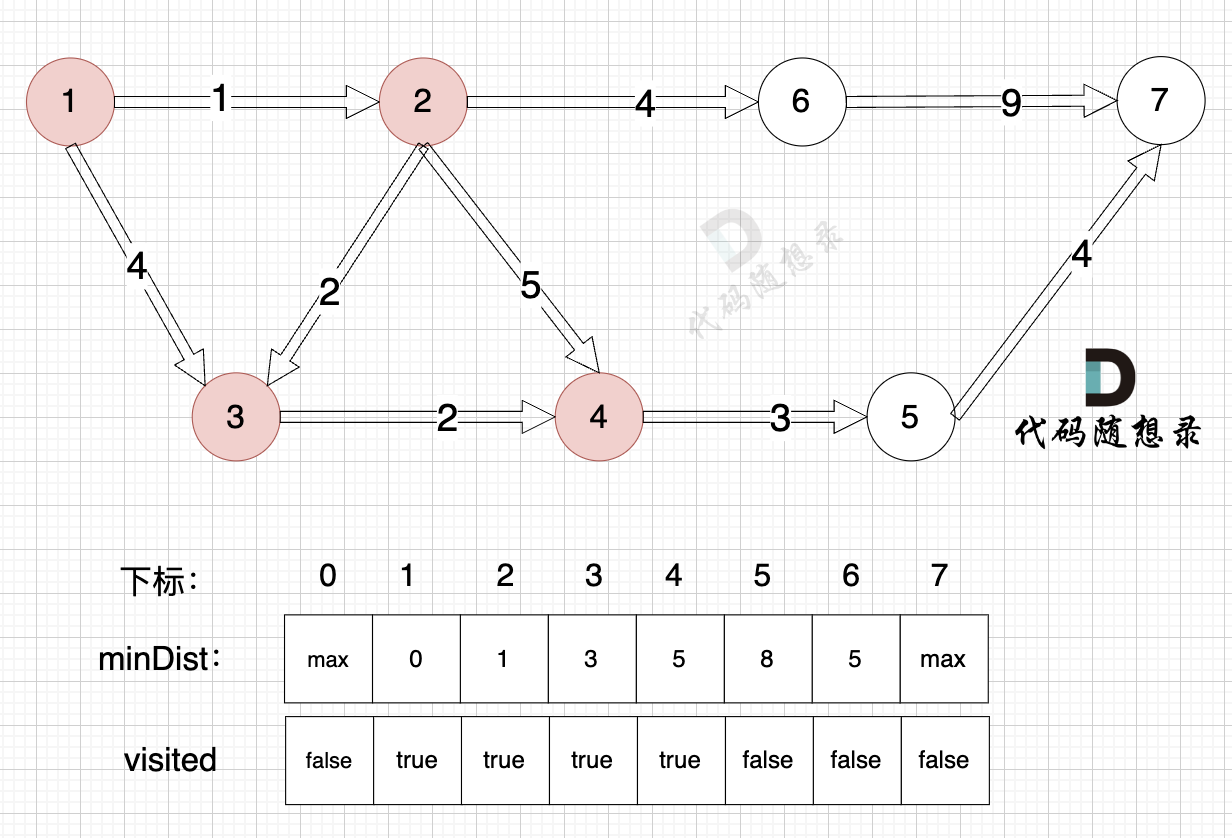 1 1 2 4 6 9 7
4 2 5 4
代码随想录
3 2 4 3 5
代码随想录
下标: 0 1 2 3 4 5 6 7
minDist: max 0 1 3 5 8 5 max
visited false true true true true false false false